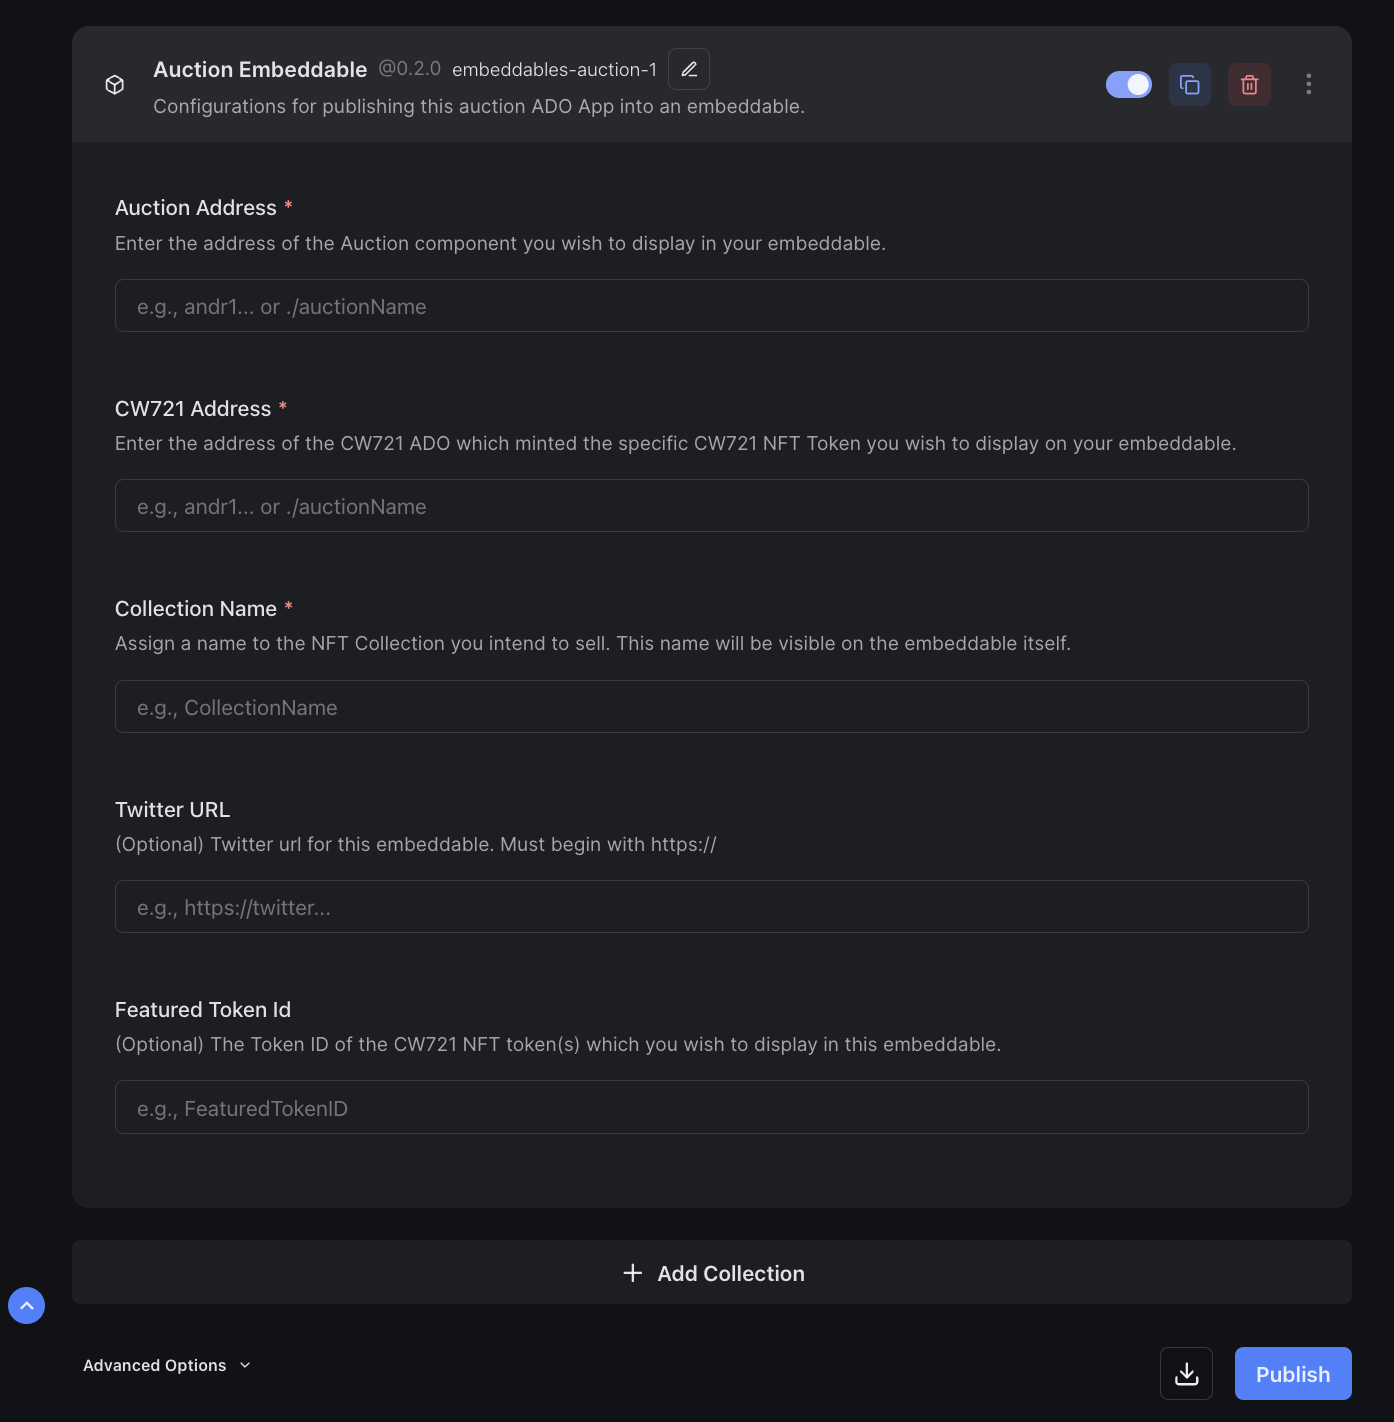 Auction Embeddable @0.2.0 embeddables-auction-1
Configurations for publishing this auction ADO App into an embeddable.
Auction Address *
Enter the address of the Auction component you wish to display in your embeddable.
e.g., andr1... or ./auctionName
CW721 Address *
Enter the address of the CW721 ADO which minted the specific CW721 NFT Token you wish to display on your embeddable.
e.g., andr1... or ./auctionName
Collection Name *
Assign a name to the NFT Collection you intend to sell. This name will be visible on the embeddable itself.
e.g., CollectionName
Twitter URL
(Optional) Twitter url for this embeddable. Must begin with https://
e.g., https://twitter...
Featured Token Id
(Optional) The Token ID of the CW721 NFT token(s) which you wish to display in this embeddable.
e.g., FeaturedTokenID
Add Collection
Advanced Options
Publish